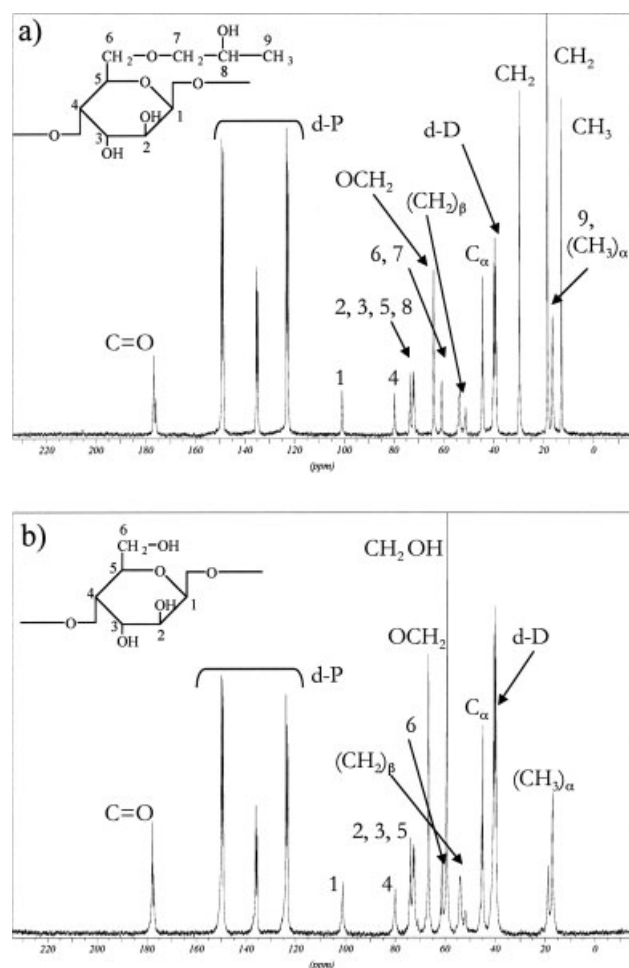 a)
OH
6 7 9
CH2–O–CH2 CH3
8
5
O O
4
OH 1
O 3 2
OH
CH2 CH2
d-P
d-D CH3
OCH2
(CH2)β
6, 7 Cα 9,
(CH3)α
2, 3, 5, 8
C=O
1 4
220 200 180 160 140 120 100 80 60 40 20 0
(ppm)
b)
6
CH2–OH
CH2 OH
5
O O
4
OH 1
O 3 2
OH
OCH2 d-D
d-P
6 Cα
(CH2)β (CH3)α
C=O 2, 3, 5
1 4
220 200 180 160 140 120 100 80 60 40 20 0
(ppm)